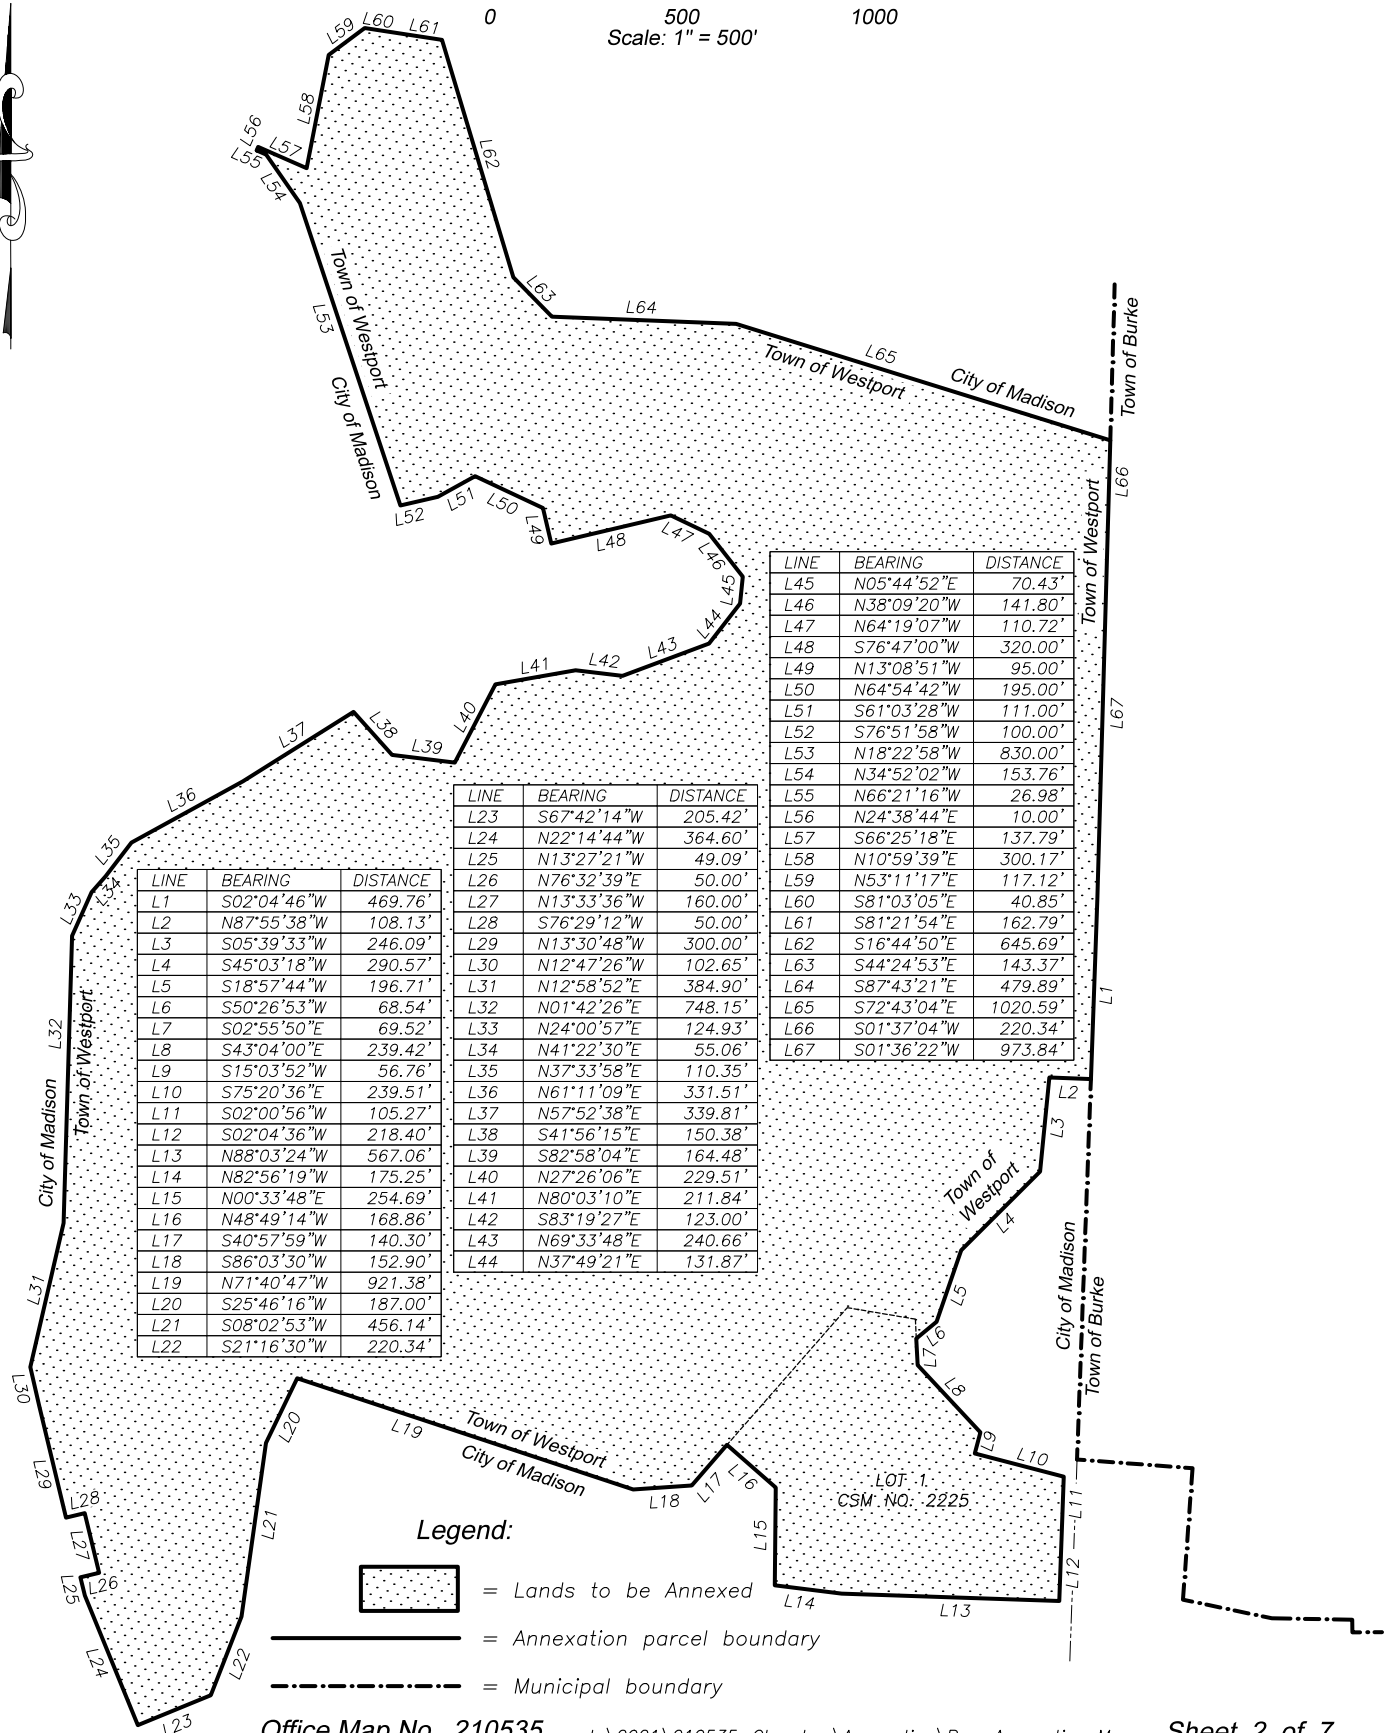 0 500 1000
Scale: 1" = 500'
L59
L60
L61
L58
L56
L55
L57
L54
L62
L53
Town of Westport
City of Madison
L63
L64
L65
Town of Westport
City of Madison
Town of Burke
L66
Town of Westport
L67
L52
L51
L50
L49
L48
L47
L46
L45
L44
L43
L42
L41
L40
L39
L38
L37
L36
L35
L34
L33
L32
City of Madison
Town of Westport
LINE BEARING DISTANCE
L45 N05°44'52"E 70.43'
L46 N38°09'20"W 141.80'
L47 N64°19'07"W 110.72'
L48 S76°47'00"W 320.00'
L49 N13°08'51"W 95.00'
L50 N64°54'42"W 195.00'
L51 S61°03'28"W 111.00'
L52 S76°51'58"W 100.00'
L53 N18°22'58"W 830.00'
L54 N34°52'02"W 153.76'
L55 N66°21'16"W 26.98'
L56 N24°38'44"E 10.00'
L57 S66°25'18"E 137.79'
L58 N10°59'39"E 300.17'
L59 N53°11'17"E 117.12'
L60 S81°03'05"E 40.85'
L61 S81°21'54"E 162.79'
L62 S16°44'50"E 645.69'
L63 S44°24'53"E 143.37'
L64 S87°43'21"E 479.89'
L65 S72°43'04"E 1020.59'
L66 S01°37'04"W 220.34'
L67 S01°36'22"W 973.84'
LINE BEARING DISTANCE
L23 S67°42'14"W 205.42'
L24 N22°14'44"W 364.60'
L25 N13°27'21"W 49.09'
L26 N76°32'39"E 50.00'
L27 N13°33'36"W 160.00'
L28 S76°29'12"W 50.00'
L29 N13°30'48"W 300.00'
L30 N12°47'26"W 102.65'
L31 N12°58'52"E 384.90'
L32 N01°42'26"E 748.15'
L33 N24°00'57"E 124.93'
L34 N41°22'30"E 55.06'
L35 N37°33'58"E 110.35'
L36 N61°11'09"E 331.51'
L37 N57°52'38"E 339.81'
L38 S41°56'15"E 150.38'
L39 S82°58'04"E 164.48'
L40 N27°26'06"E 229.51'
L41 N80°03'10"E 211.84'
L42 S83°19'27"E 123.00'
L43 N69°33'48"E 240.66'
L44 N37°49'21"E 131.87'
LINE BEARING DISTANCE
L1 S02°04'46"W 469.76'
L2 N87°55'38"W 108.13'
L3 S05°39'33"W 246.09'
L4 S45°03'18"W 290.57'
L5 S18°57'44"W 196.71'
L6 S50°26'53"W 68.54'
L7 S02°55'50"E 69.52'
L8 S43°04'00"E 239.42'
L9 S15°03'52"W 56.76'
L10 S75°20'36"E 239.51'
L11 S02°00'56"W 105.27'
L12 S02°04'36"W 218.40'
L13 N88°03'24"W 567.06'
L14 N82°56'19"W 175.25'
L15 N00°33'48"E 254.69'
L16 N48°49'14"W 168.86'
L17 S40°57'59"W 140.30'
L18 S86°03'30"W 152.90'
L19 N71°40'47"W 921.38'
L20 S25°46'16"W 187.00'
L21 S08°02'53"W 456.14'
L22 S21°16'30"W 220.34'
L1
L2
L3
L4
Town of
Westport
L5
L6
L7
L8
L9
L10
City of Madison
Town of Burke
L11
L12
L13
L14
L15
L16
L17
L18
L19
Town of Westport
City of Madison
LOT 1
CSM NO. 2225
L20
L21
L22
L23
L24
L25
L26
L27
L28
L29
L30
L31
Legend:
= Lands to be Annexed
= Annexation parcel boundary
= Municipal boundary
Office Map No. 210535
Sheet 2 of 7